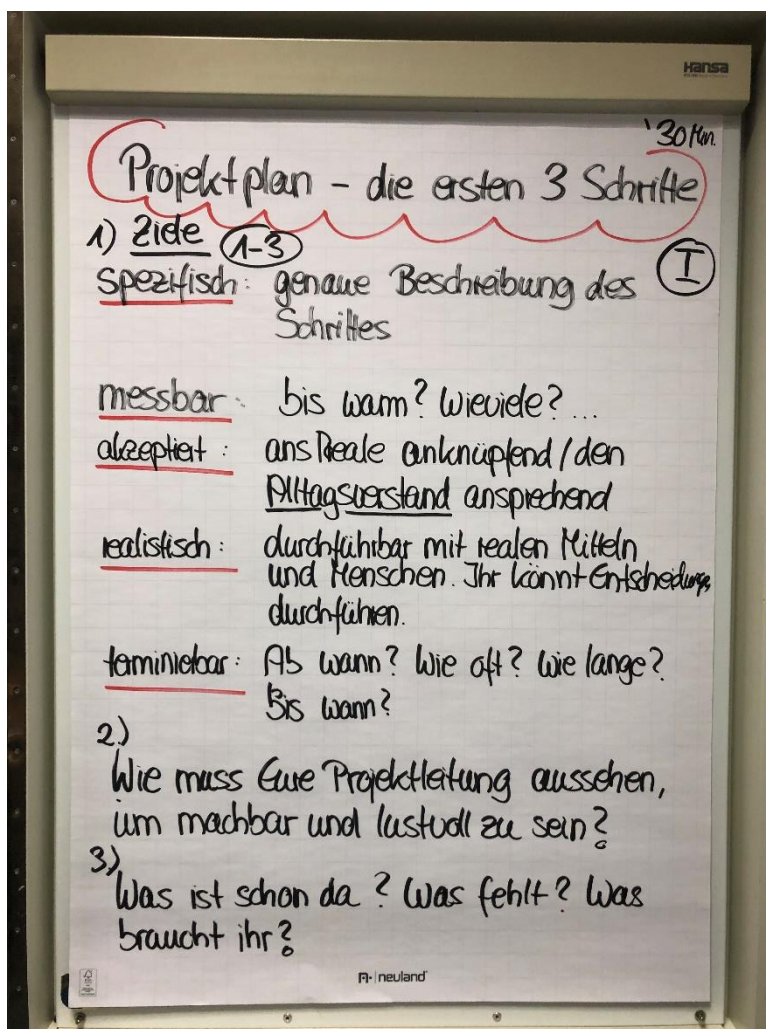 Hansa
'30 Min.
Projektplan - die ersten 3 Schritte
1) Ziele 1-3
I
spezifisch: genaue Beschreibung des
Schrittes
messbar: bis wann? Wieviele?...
akzeptiert: ans Reale anknüpfend/den
Alltagsverstand ansprechend
realistisch: durchführbar mit realen Mitteln
und Menschen. Ihr könnt Entscheidungs
durchführen.
terminierbar: Ab wann? Wie oft? Wie lange?
Bis wann?
2)
Wie muss Eure Projektleitung aussehen,
um machbar und lustvoll zu sein?
3)
Was ist schon da? Was fehlt? Was
braucht ihr?
neuland